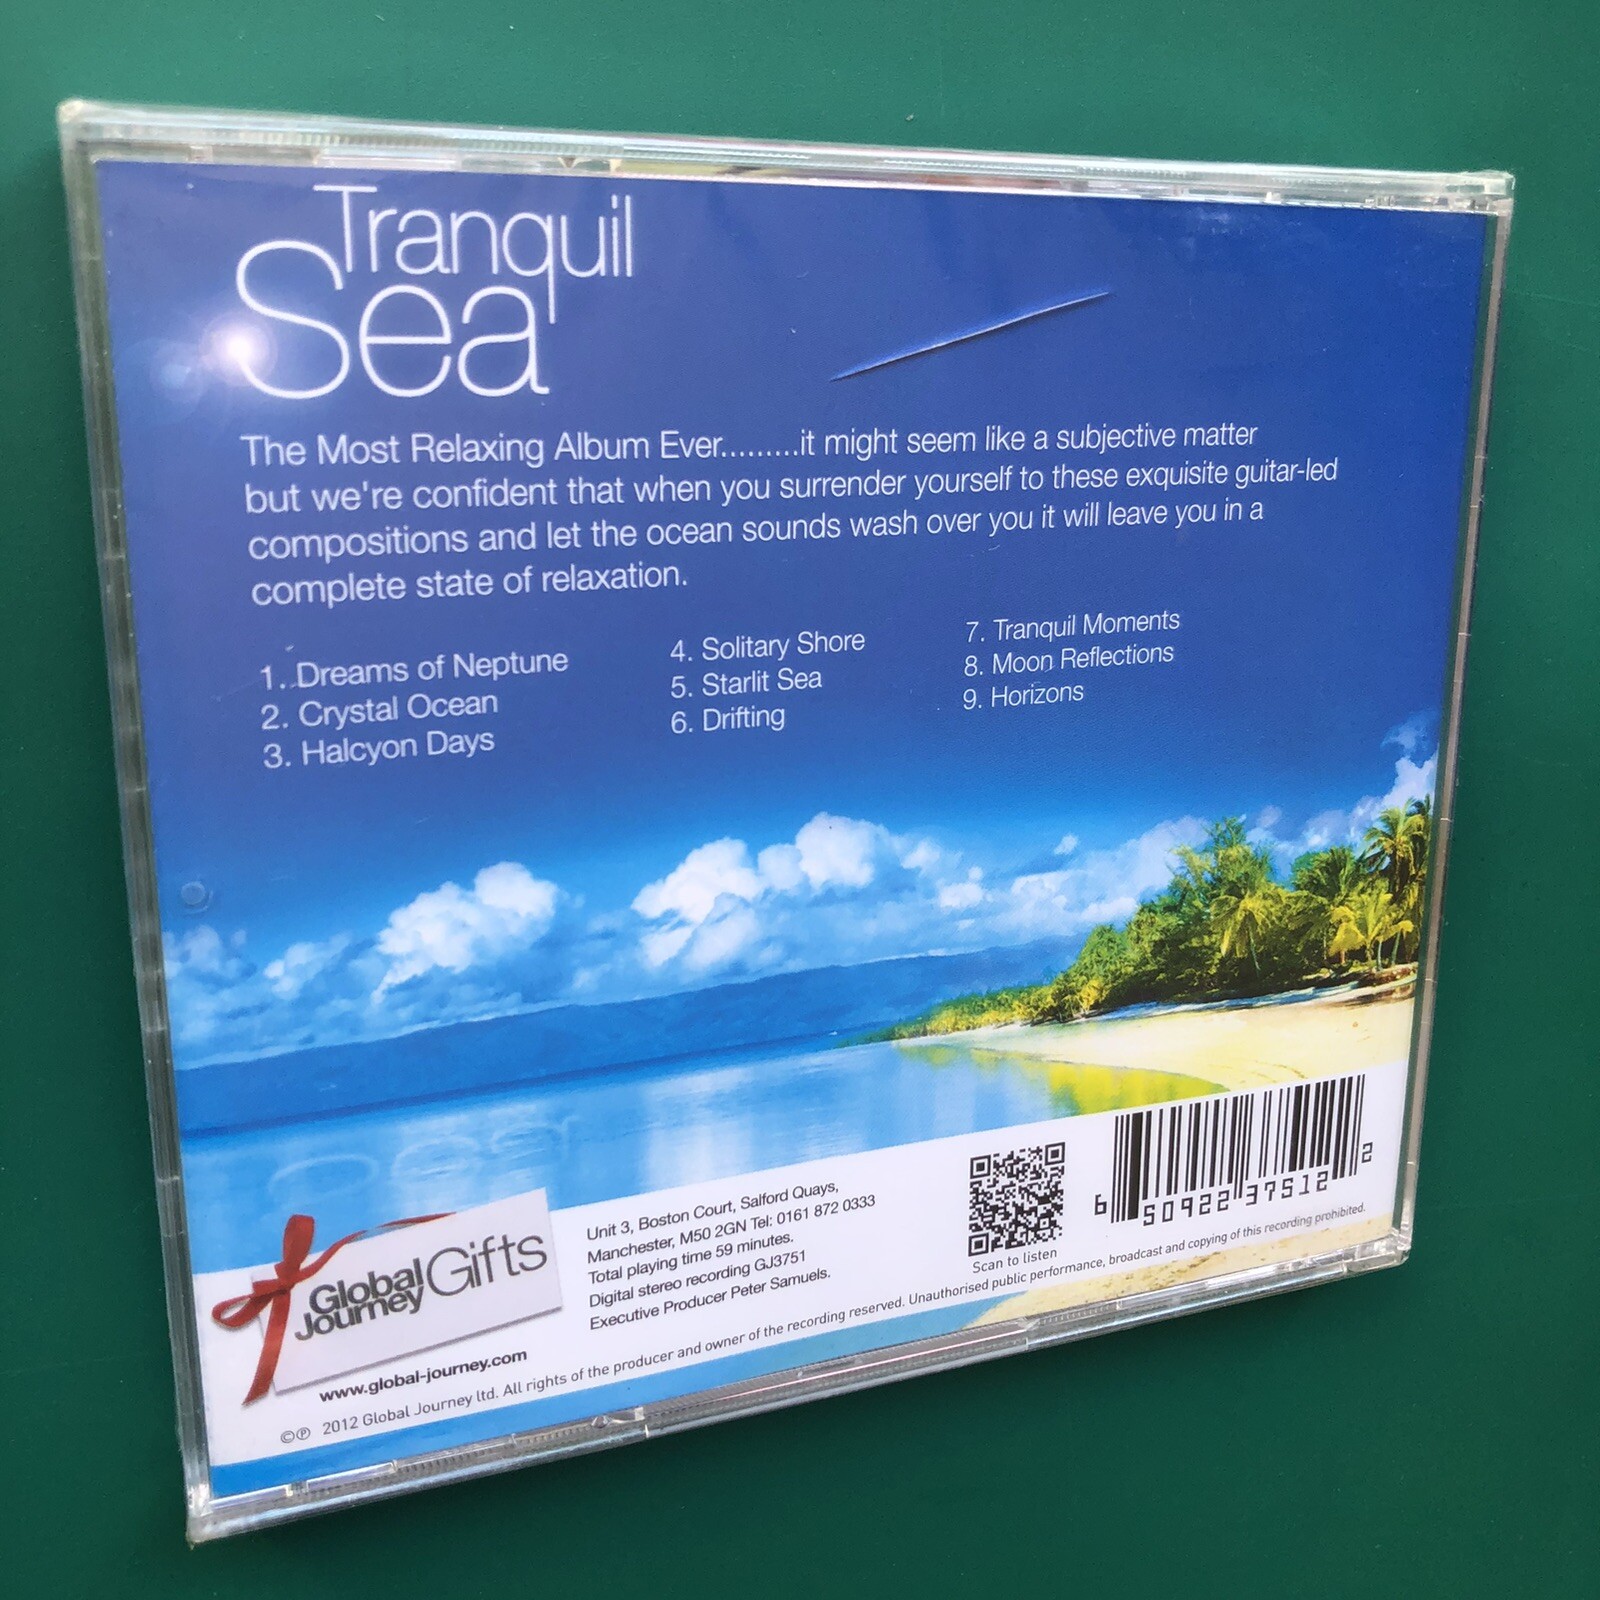 Tranquil
Sea
The Most Relaxing Album Ever.........it might seem like a subjective matter
but we're confident that when you surrender yourself to these exquisite guitar-led
compositions and let the ocean sounds wash over you it will leave you in a
complete state of relaxation.
1. Dreams of Neptune
2. Crystal Ocean
3. Halcyon Days
4. Solitary Shore
5. Starlit Sea
6. Drifting
7. Tranquil Moments
8. Moon Reflections
9. Horizons
Global
Journey
Gifts
www.global-journey.com
Unit 3, Boston Court, Salford Quays,
Manchester, M50 2GN Tel: 0161 872 0333
Total playing time 59 minutes.
Digital stereo recording GJ3751
Executive Producer Peter Samuels.
Scan to listen
6 50922 37512 2
©℗ 2012 Global Journey ltd. All rights of the producer and owner of the recording reserved. Unauthorised public performance, broadcast and copying of this recording prohibited.